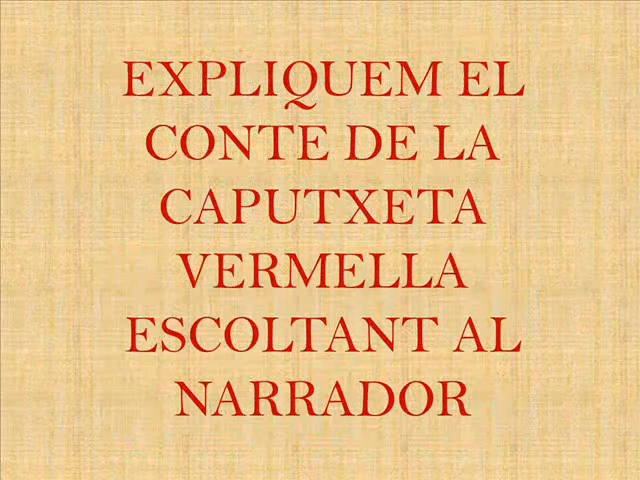 EXPLIQUEM EL
CONTE DE LA
CAPUTXETA
VERMELLA
ESCOLTANT AL
NARRADOR